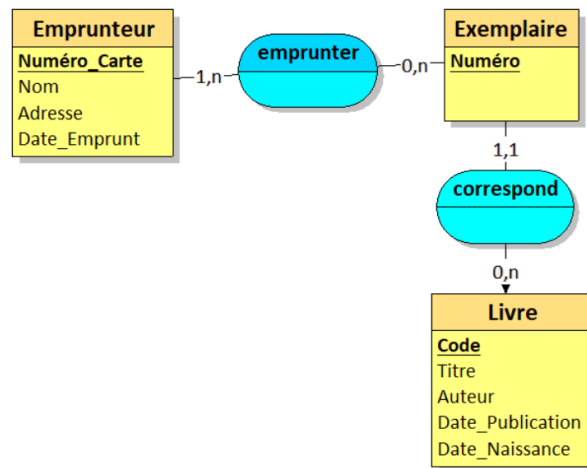 Emprunteur
Numéro_Carte
Nom
Adresse
Date_Emprunt
1,n
emprunter
0,n
Exemplaire
Numéro
1,1
correspond
0,n
Livre
Code
Titre
Auteur
Date_Publication
Date_Naissance